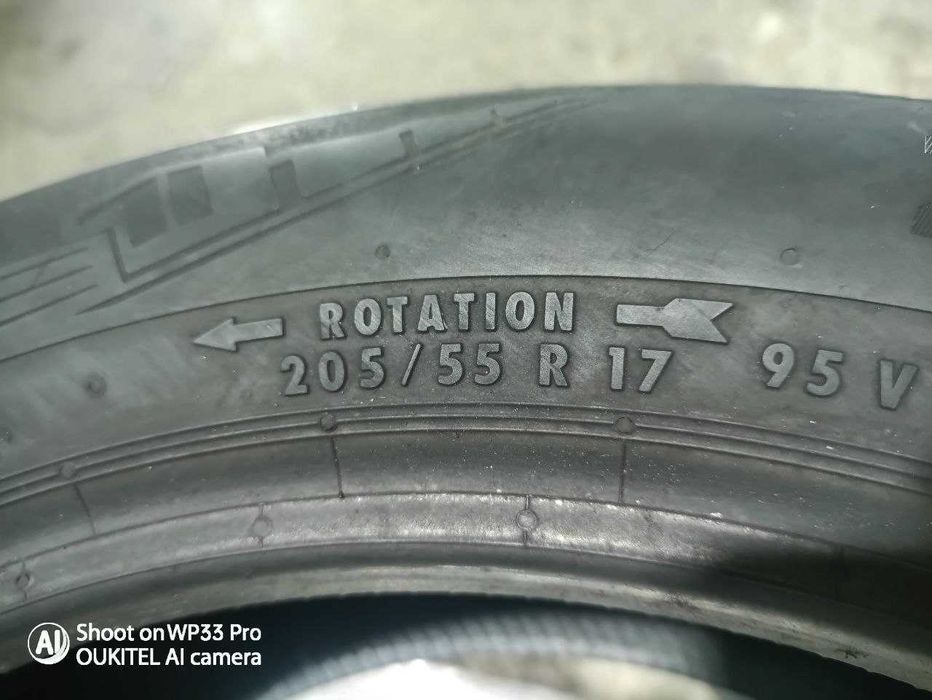 ROTATION
205/55 R 17 95 V
Shoot on WP33 Pro
OUKITEL AI camera